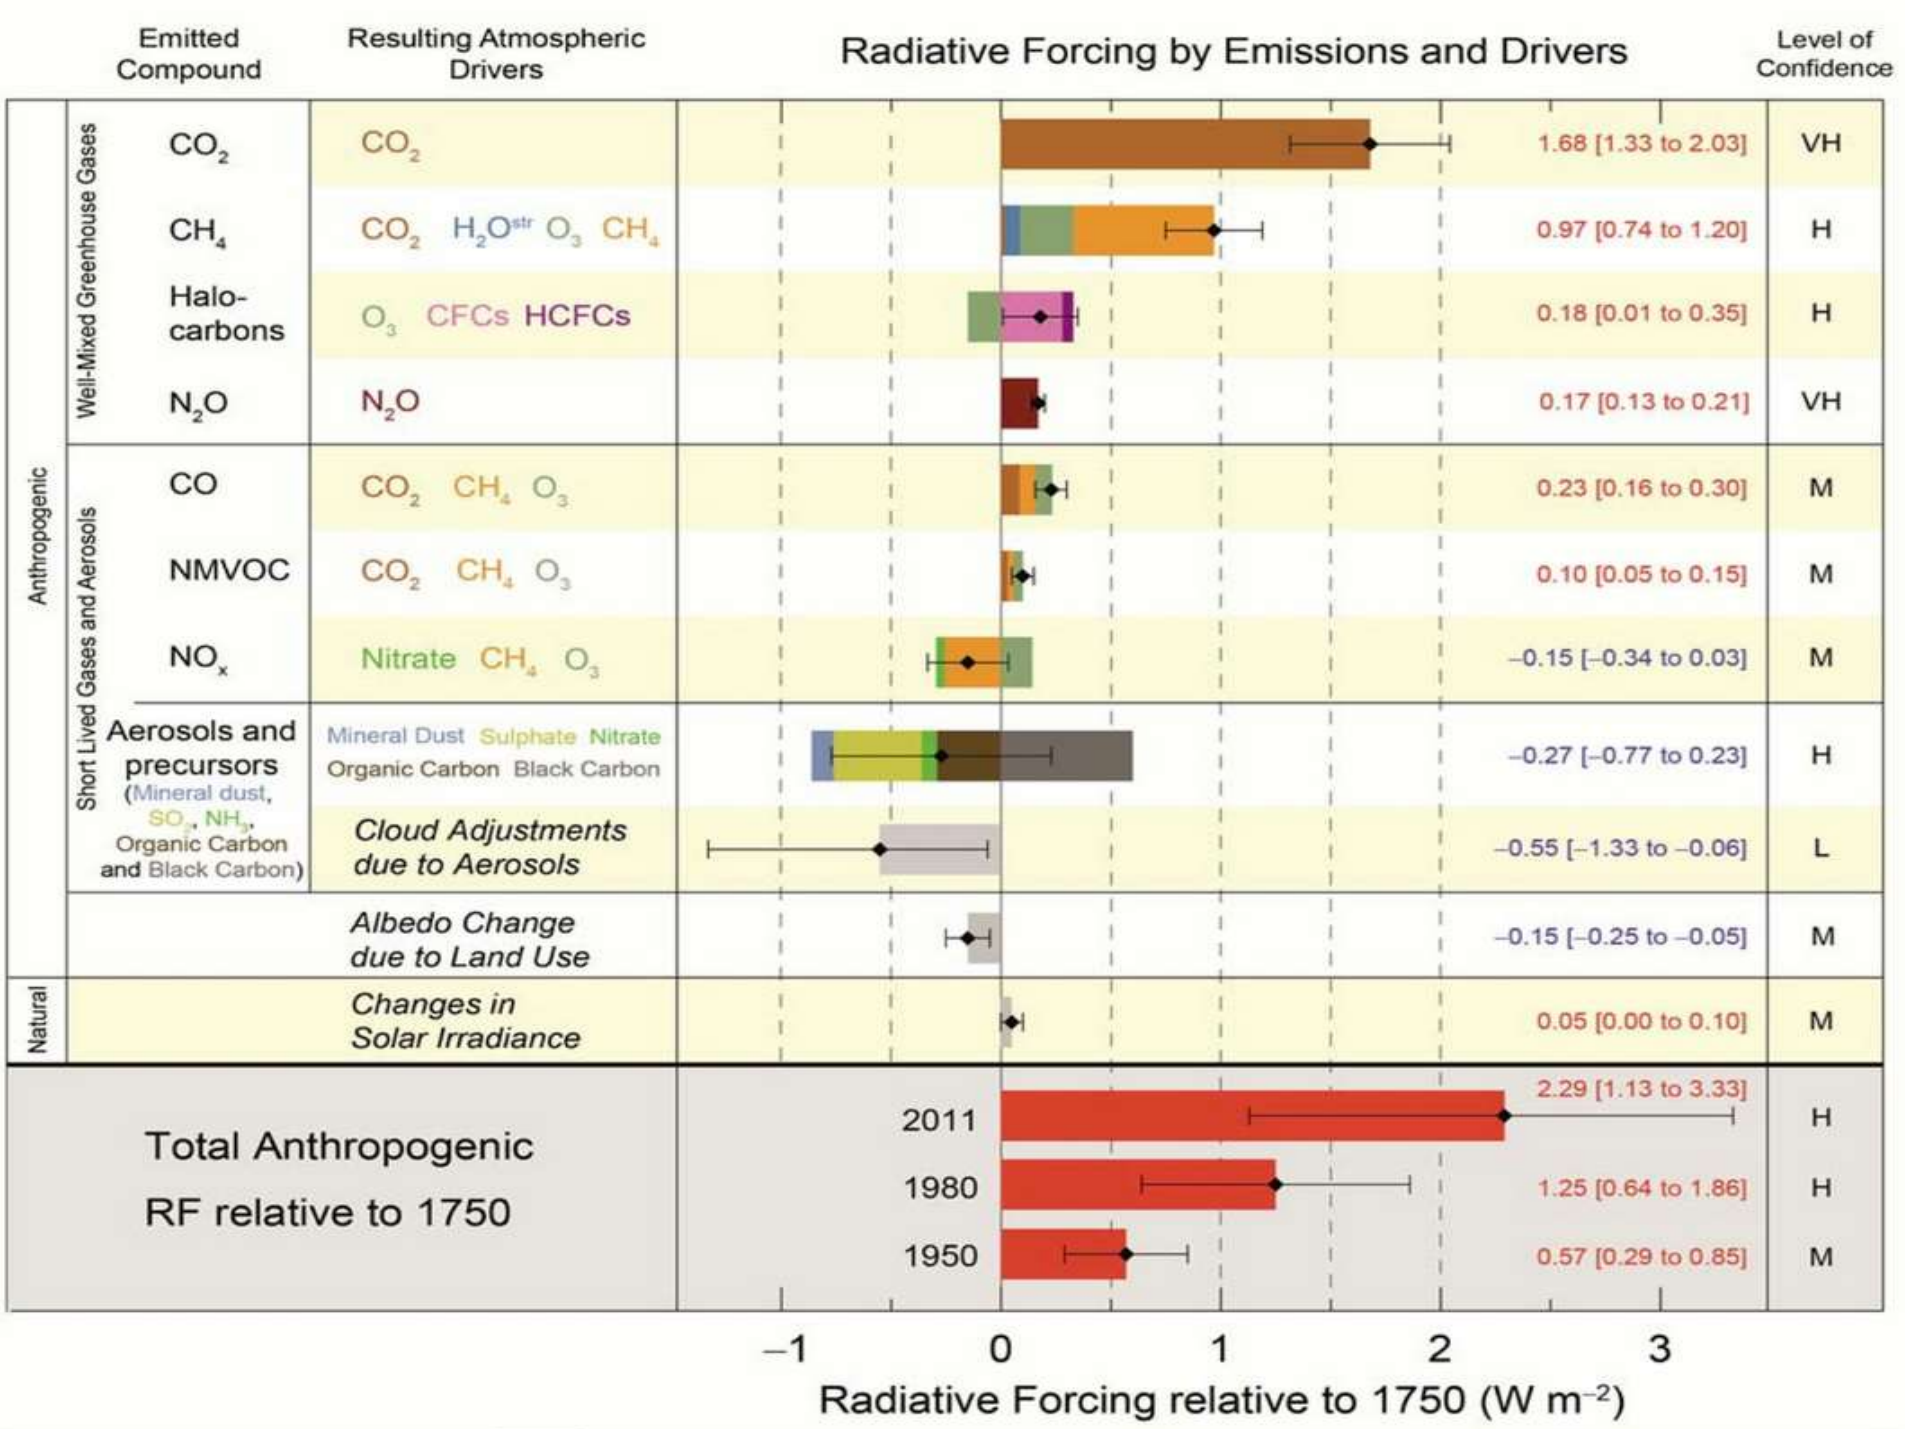 Emitted
Compound
Resulting Atmospheric
Drivers
Radiative Forcing by Emissions and Drivers
Level of
Confidence
Anthropogenic
Well-Mixed Greenhouse Gases
CO₂
CO₂
1.68 [1.33 to 2.03]
VH
CH₄
CO₂ H₂Oˢᵗʳ O₃ CH₄
0.97 [0.74 to 1.20]
H
Halo-
carbons
O₃ CFCs HCFCs
0.18 [0.01 to 0.35]
H
N₂O
N₂O
0.17 [0.13 to 0.21]
VH
Short Lived Gases and Aerosols
CO
CO₂ CH₄ O₃
0.23 [0.16 to 0.30]
M
NMVOC
CO₂ CH₄ O₃
0.10 [0.05 to 0.15]
M
NOₓ
Nitrate CH₄ O₃
–0.15 [–0.34 to 0.03]
M
Aerosols and
precursors
(Mineral dust,
SO₂, NH₃,
Organic Carbon
and Black Carbon)
Mineral Dust Sulphate Nitrate
Organic Carbon Black Carbon
–0.27 [–0.77 to 0.23]
H
Cloud Adjustments
due to Aerosols
–0.55 [–1.33 to –0.06]
L
Albedo Change
due to Land Use
–0.15 [–0.25 to –0.05]
M
Natural
Changes in
Solar Irradiance
0.05 [0.00 to 0.10]
M
Total Anthropogenic
RF relative to 1750
2011
2.29 [1.13 to 3.33]
H
1980
1.25 [0.64 to 1.86]
H
1950
0.57 [0.29 to 0.85]
M
–1 0 1 2 3
Radiative Forcing relative to 1750 (W m⁻²)